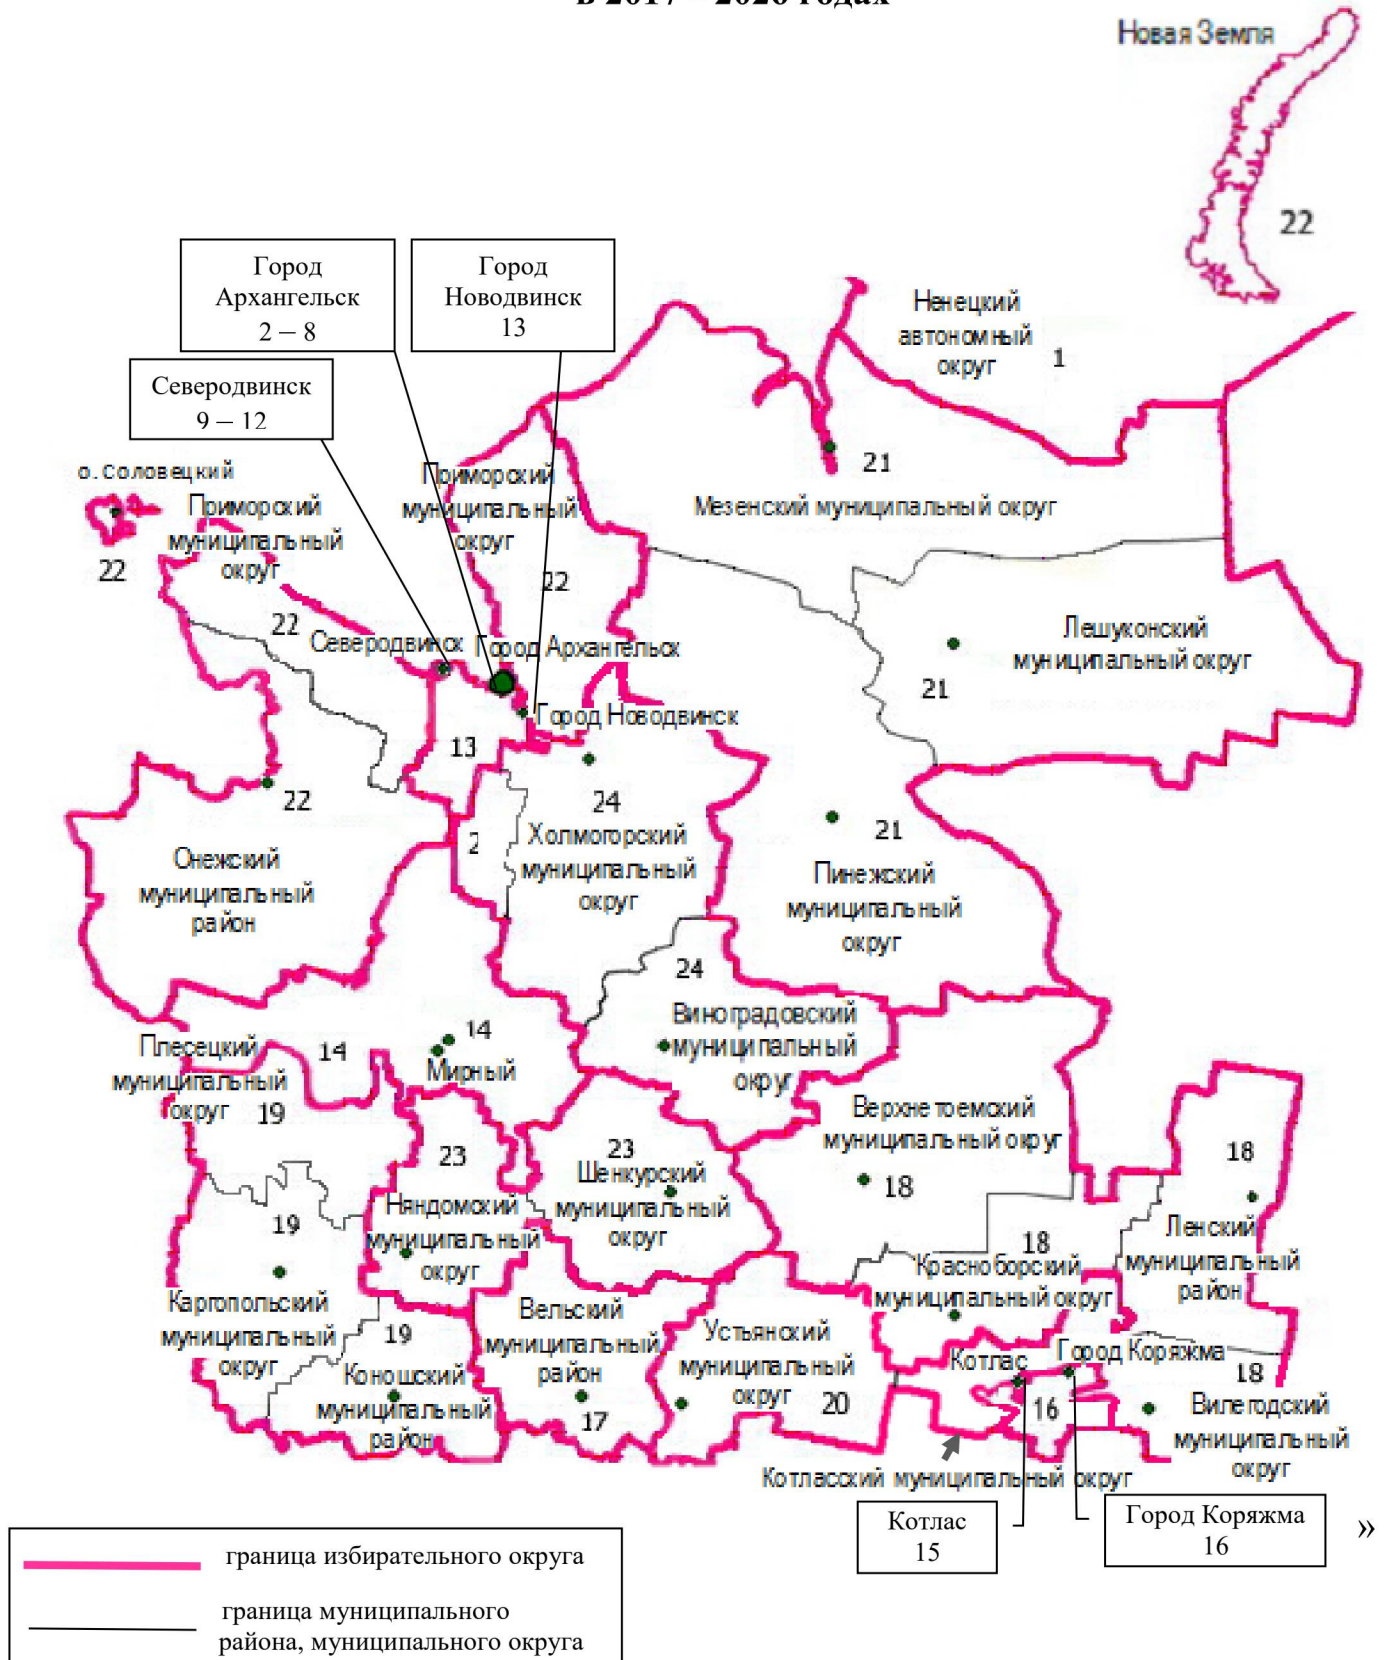 в 2017 – 2026 годах
Новая Земля
22
Город
Архангельск
2 – 8
Город
Новодвинск
13
Ненецкий
автономный
округ
1
Северодвинск
9 – 12
о. Соловецкий
22
Приморский
муниципальный
округ
22
Приморский
муниципальный
округ
22
21
Мезенский муниципальный округ
Северодвинск
Город Архангельск
Лешуконский
муниципальный округ
21
Город Новодвинск
13
22
24
Холмогорский
муниципальный
округ
2
21
Пинежский
муниципальный
округ
Онежский
муниципальный
район
24
Виноградовский
муниципальный
округ
Плесецкий
муниципальный
округ
14
14
Мирный
19
23
23
Шенкурский
муниципальный
округ
Верхнетоемский
муниципальный округ
18
18
Ленский
муниципальный
район
19
Няндомский
муниципальный
округ
18
Красноборский
муниципальный округ
Каргопольский
муниципальный
округ
19
Коношский
муниципальный
район
Вельский
муниципальный
район
17
Устьянский
муниципальный
округ
20
Котлас
Город Коряжма
16
18
Вилегодский
муниципальный
округ
Котласский муниципальный округ
Котлас
15
Город Коряжма
16
»
граница избирательного округа
граница муниципального
района, муниципального округа